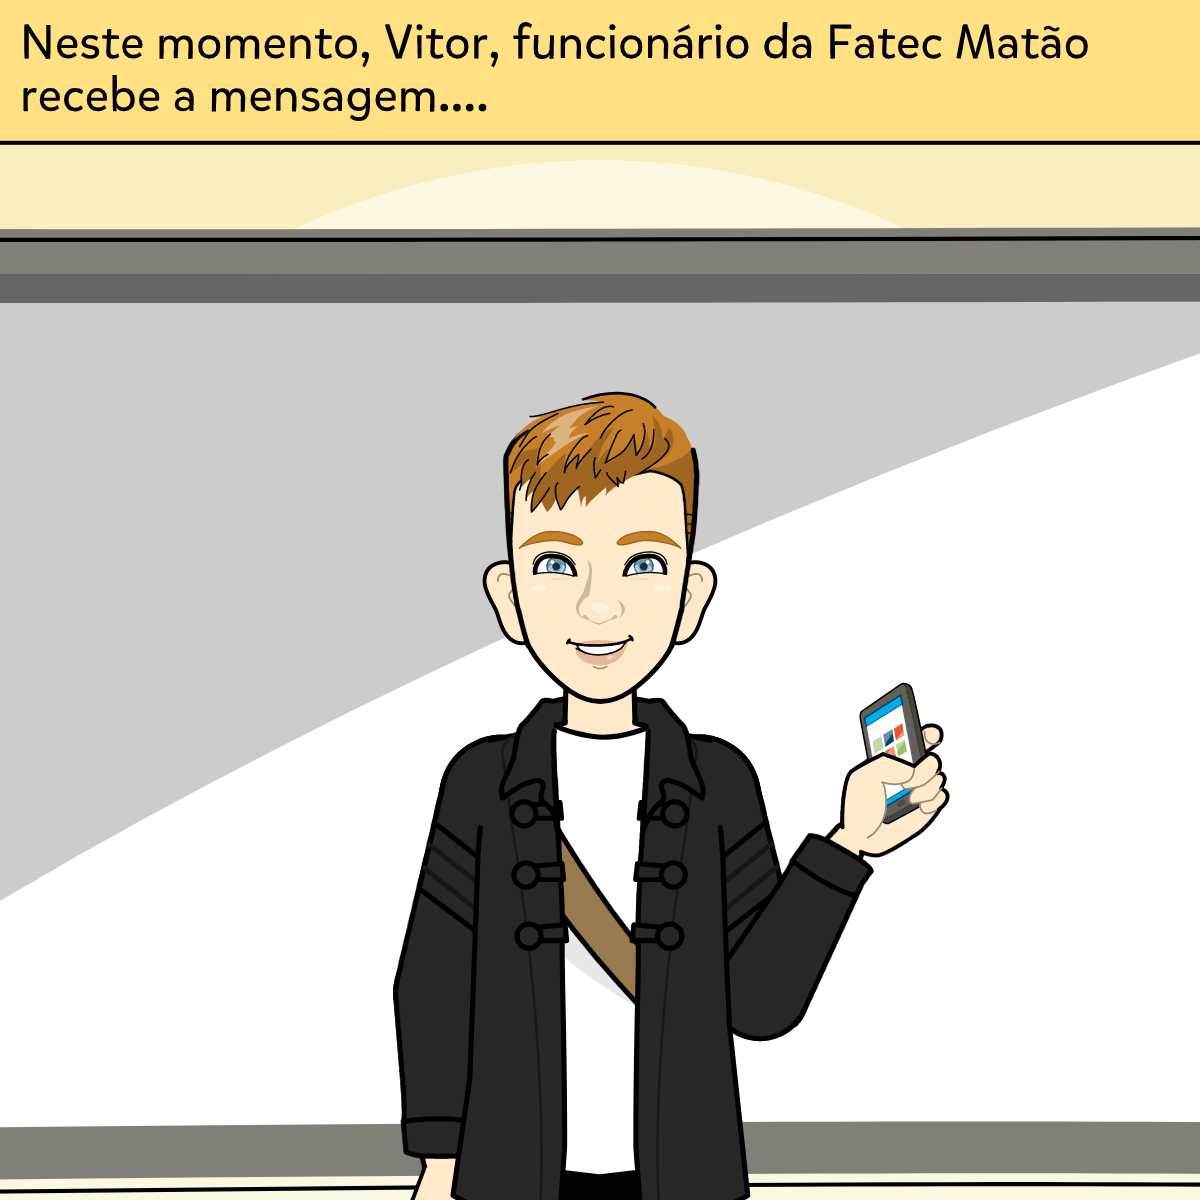 Neste momento, Vitor, funcionário da Fatec Matão
recebe a mensagem....